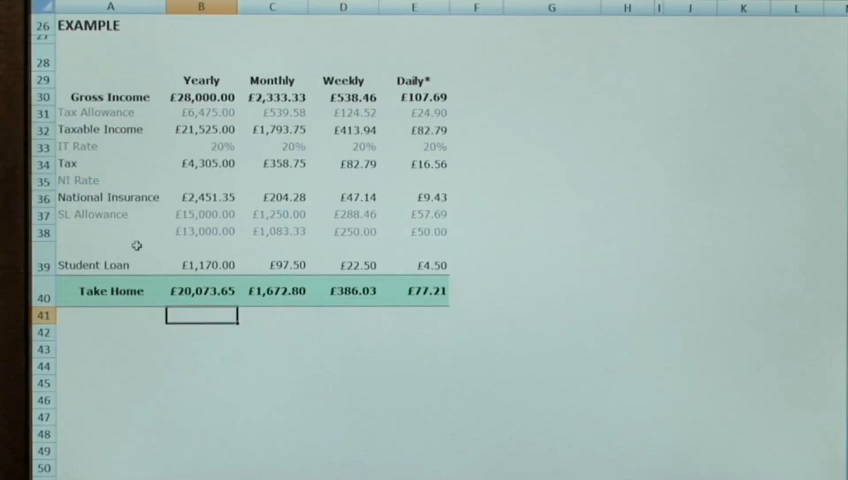 A B C D E F G H I J K L
26 EXAMPLE
27
28
29 Yearly Monthly Weekly Daily*
30 Gross Income £28,000.00 £2,333.33 £538.46 £107.69
31 Tax Allowance £6,475.00 £539.58 £124.52 £24.90
32 Taxable Income £21,525.00 £1,793.75 £413.94 £82.79
33 IT Rate 20% 20% 20% 20%
34 Tax £4,305.00 £358.75 £82.79 £16.56
35 NI Rate
36 National Insurance £2,451.35 £204.28 £47.14 £9.43
37 SL Allowance £15,000.00 £1,250.00 £288.46 £57.69
38 £13,000.00 £1,083.33 £250.00 £50.00
39 Student Loan £1,170.00 £97.50 £22.50 £4.50
40 Take Home £20,073.65 £1,672.80 £386.03 £77.21
41
42
43
44
45
46
47
48
49
50